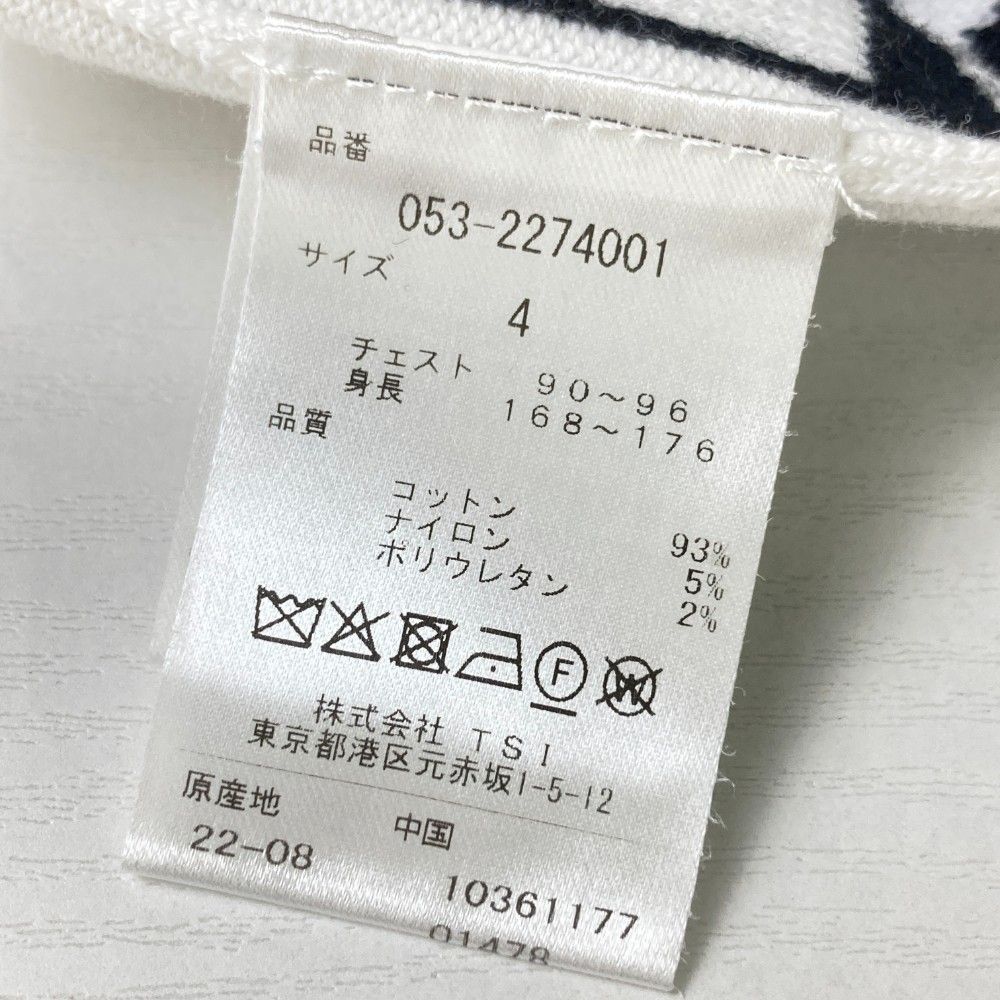 品番
053-2274001
サイズ
4
チェスト 90～96
身長 168～176
品質
コットン 93%
ナイロン 5%
ポリウレタン 2%
F W
株式会社 TSI
東京都港区元赤坂1-5-12
原産地 中国
22-08
10361177
01478